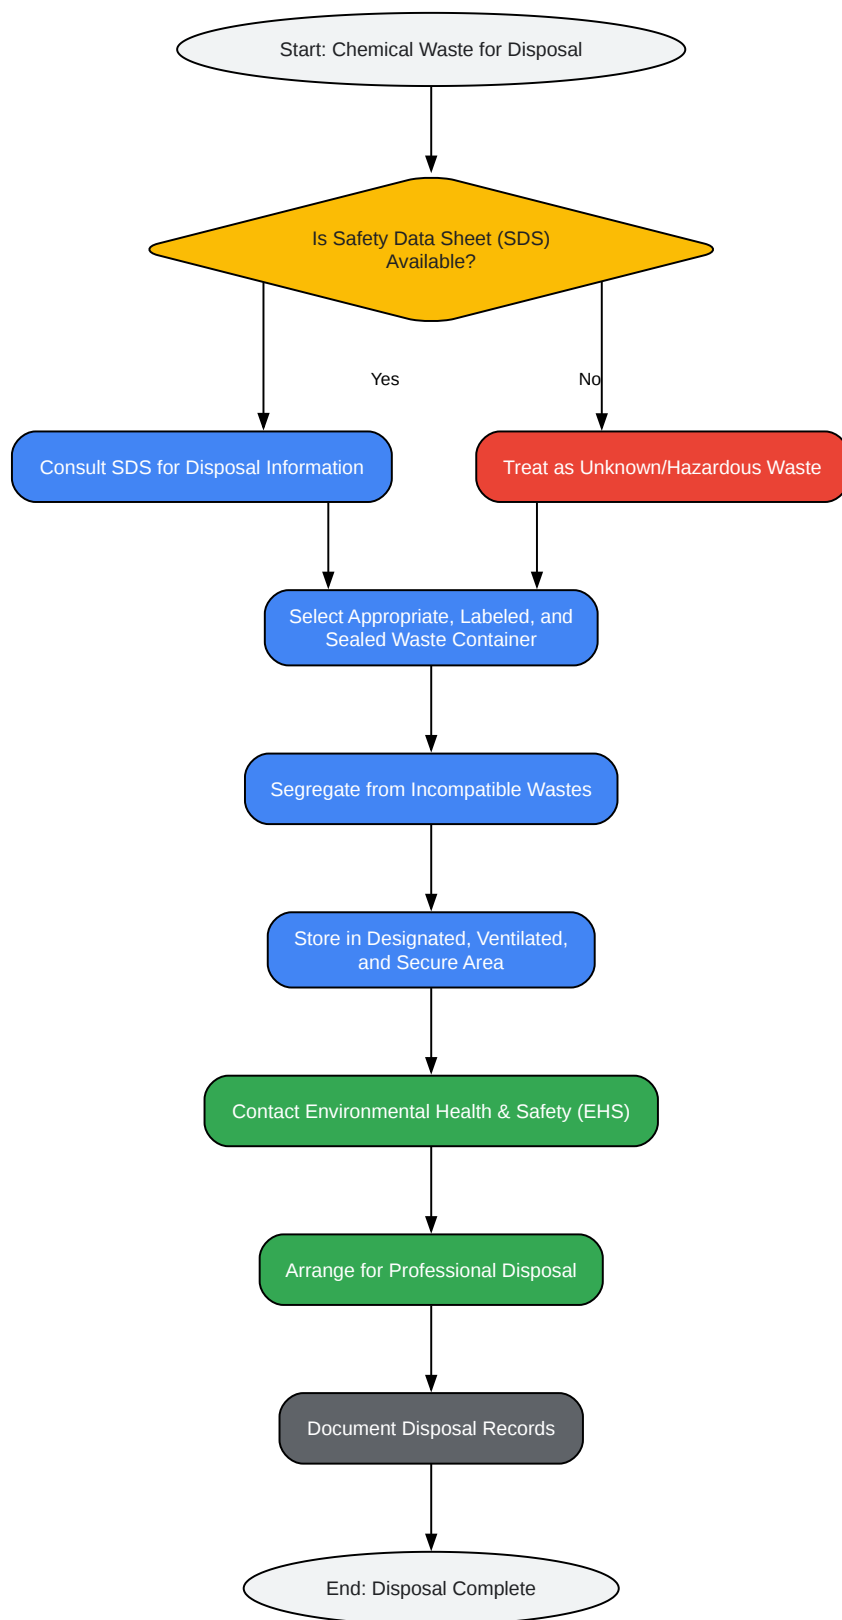 Start: Chemical Waste for Disposal
Is Safety Data Sheet (SDS)
Available?
Yes
No
Consult SDS for Disposal Information
Treat as Unknown/Hazardous Waste
Select Appropriate, Labeled, and
Sealed Waste Container
Segregate from Incompatible Wastes
Store in Designated, Ventilated,
and Secure Area
Contact Environmental Health & Safety (EHS)
Arrange for Professional Disposal
Document Disposal Records
End: Disposal Complete